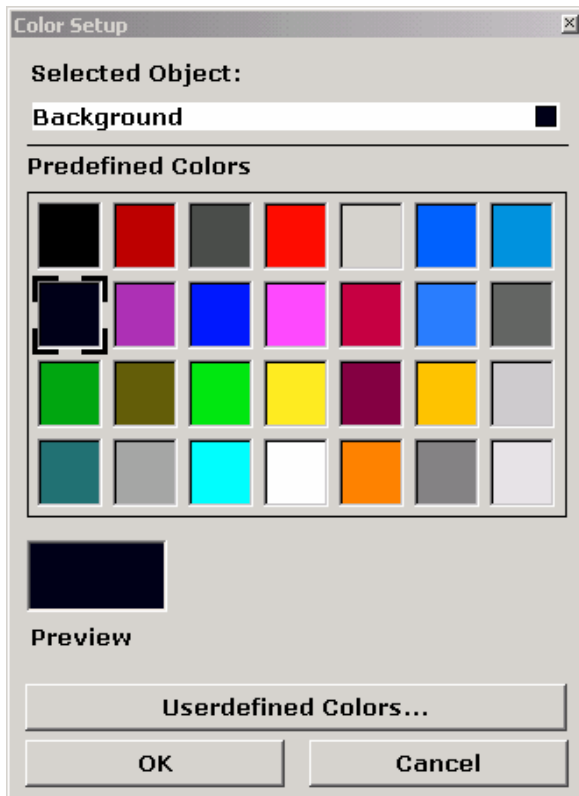 Color Setup
Selected Object:
Background
Predefined Colors
Preview
Userdefined Colors...
OK
Cancel